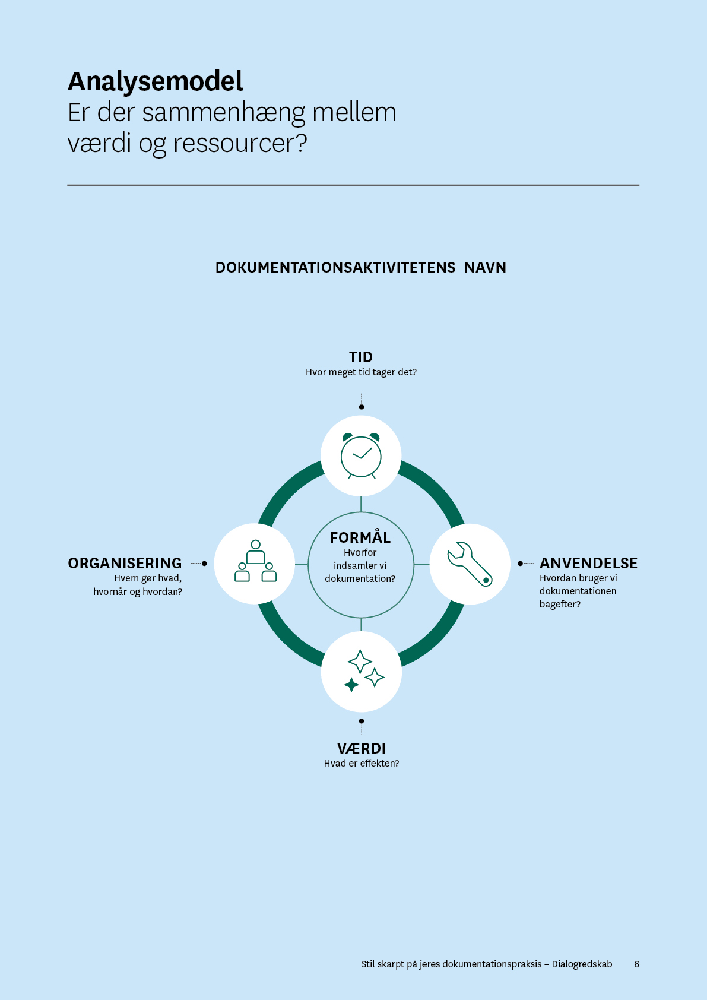 Analysemodel
Er der sammenhæng mellem
værdi og ressourcer?
DOKUMENTATIONSAKTIVITETENS NAVN
TID
Hvor meget tid tager det?
ORGANISERING
Hvem gør hvad,
hvornår og hvordan?
FORMÅL
Hvorfor
indsamler vi
dokumentation?
ANVENDELSE
Hvordan bruger vi
dokumentationen
bagefter?
VÆRDI
Hvad er effekten?
Stil skarpt på jeres dokumentationspraksis – Dialogredskab 6